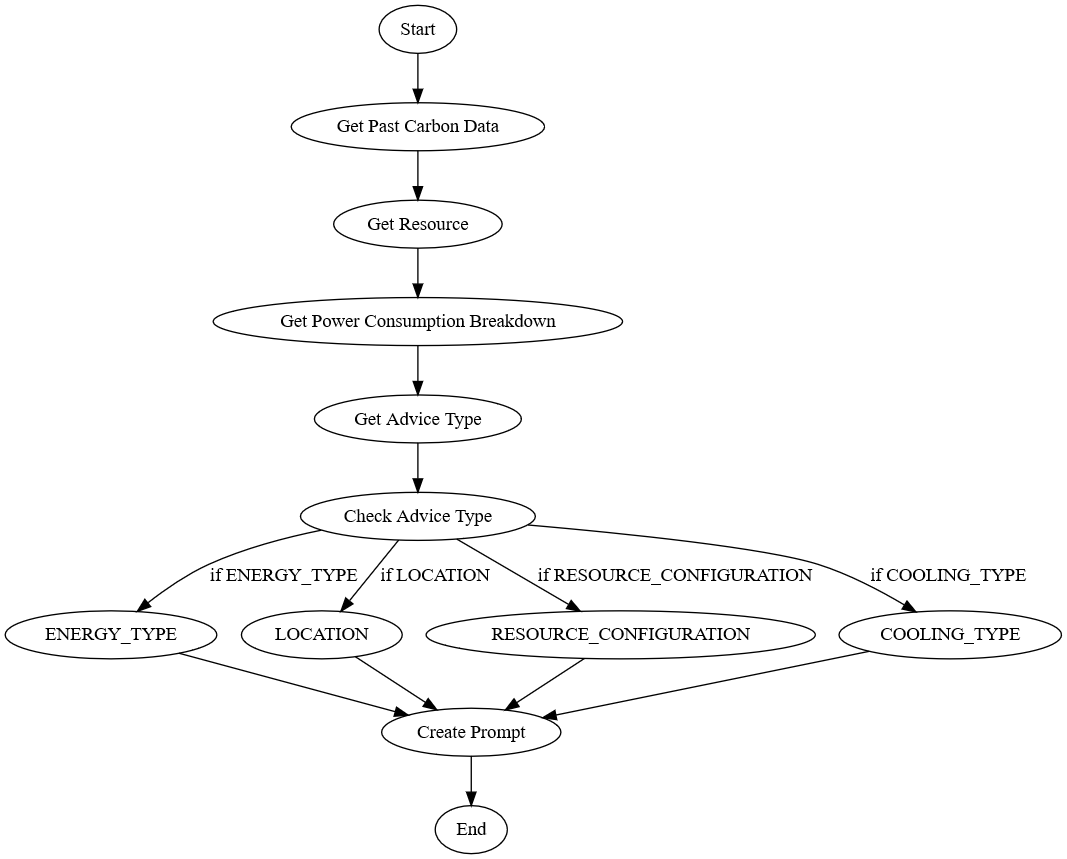 Start
Get Past Carbon Data
Get Resource
Get Power Consumption Breakdown
Get Advice Type
Check Advice Type
if ENERGY_TYPE
if LOCATION
if RESOURCE_CONFIGURATION
if COOLING_TYPE
ENERGY_TYPE
LOCATION
RESOURCE_CONFIGURATION
COOLING_TYPE
Create Prompt
End